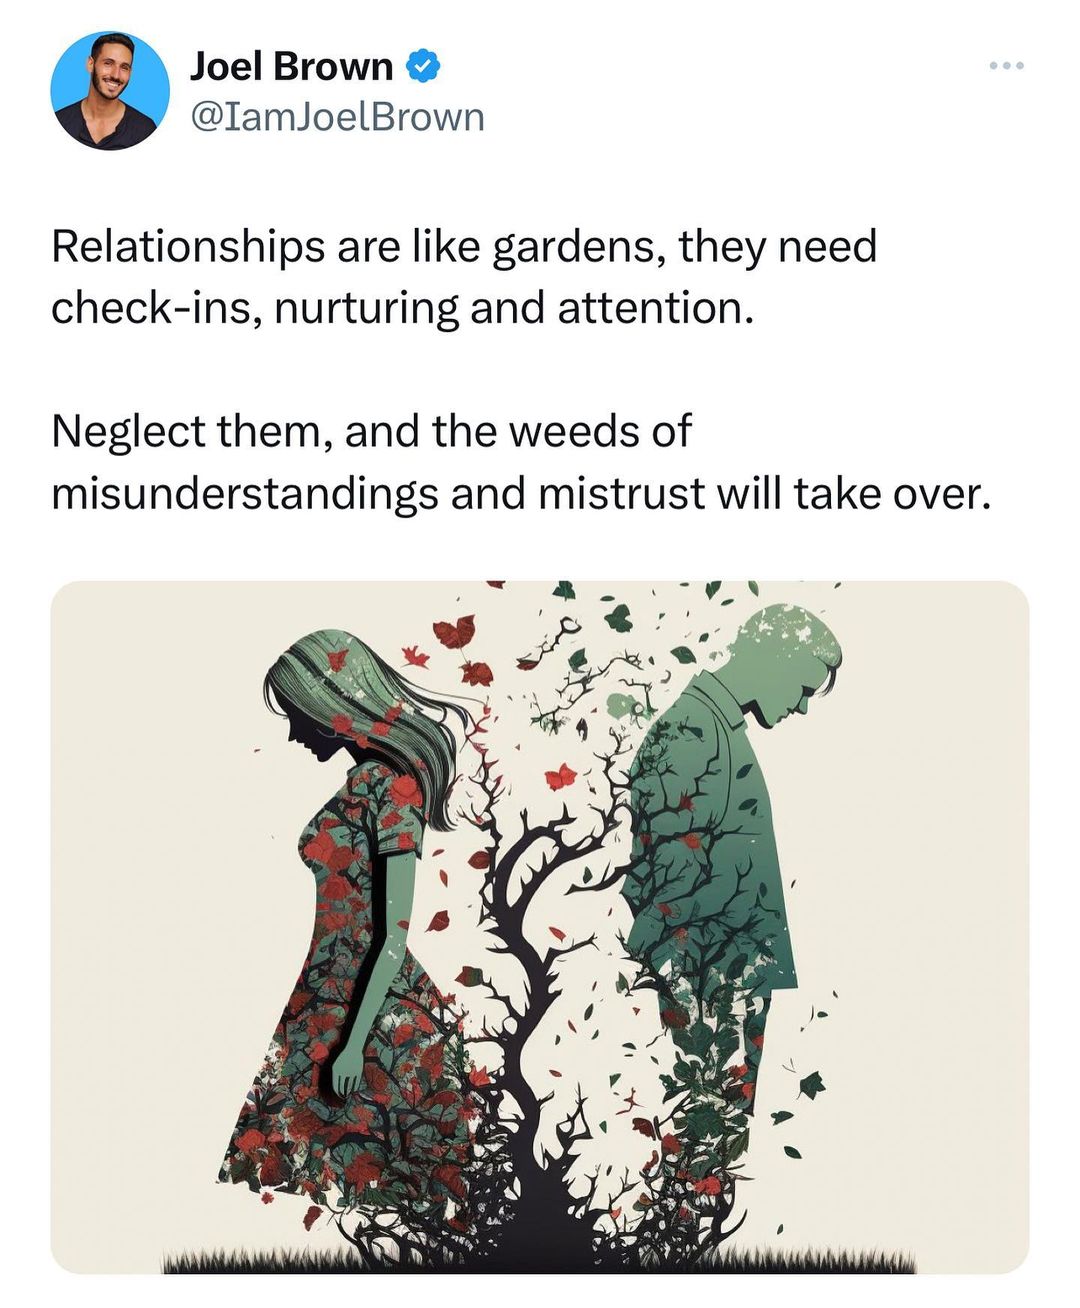 Joel Brown
@IamJoelBrown
Relationships are like gardens, they need
check-ins, nurturing and attention.
Neglect them, and the weeds of
misunderstandings and mistrust will take over.